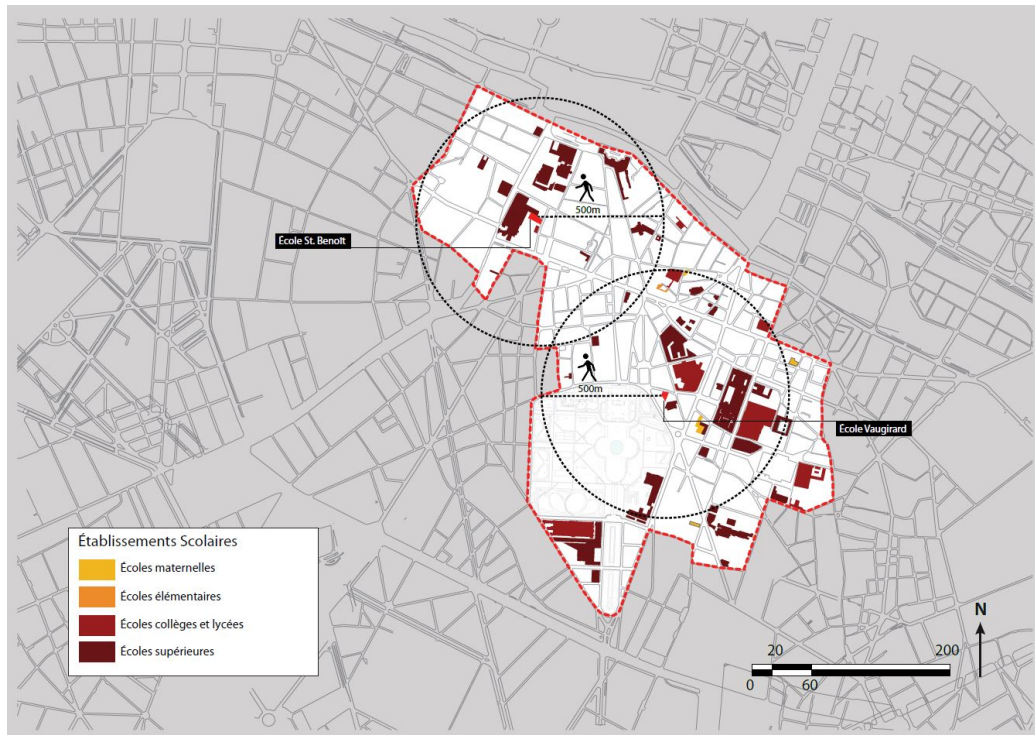 500m
École St. Benoît
500m
École Vaugirard
Établissements Scolaires
Écoles maternelles
Écoles élémentaires
Écoles collèges et lycées
Écoles supérieures
N
20 200
0 60